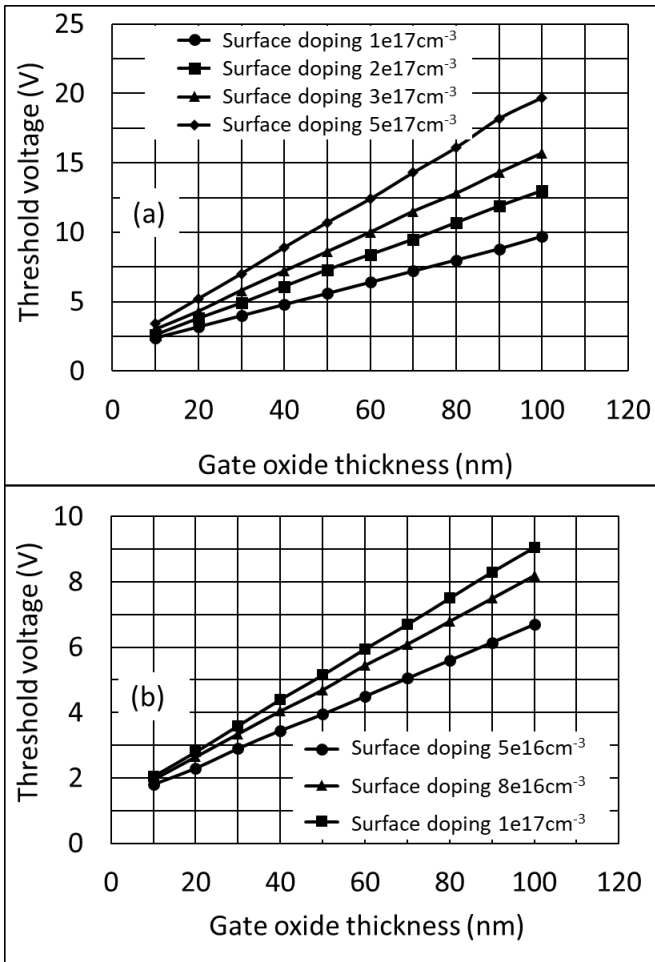 25
20
15
10
5
0
Threshold voltage (V)
Surface doping 1e17cm⁻³
Surface doping 2e17cm⁻³
Surface doping 3e17cm⁻³
Surface doping 5e17cm⁻³
(a)
0 20 40 60 80 100 120
Gate oxide thickness (nm)
10
8
6
4
2
0
Threshold voltage (V)
(b)
Surface doping 5e16cm⁻³
Surface doping 8e16cm⁻³
Surface doping 1e17cm⁻³
0 20 40 60 80 100 120
Gate oxide thickness (nm)